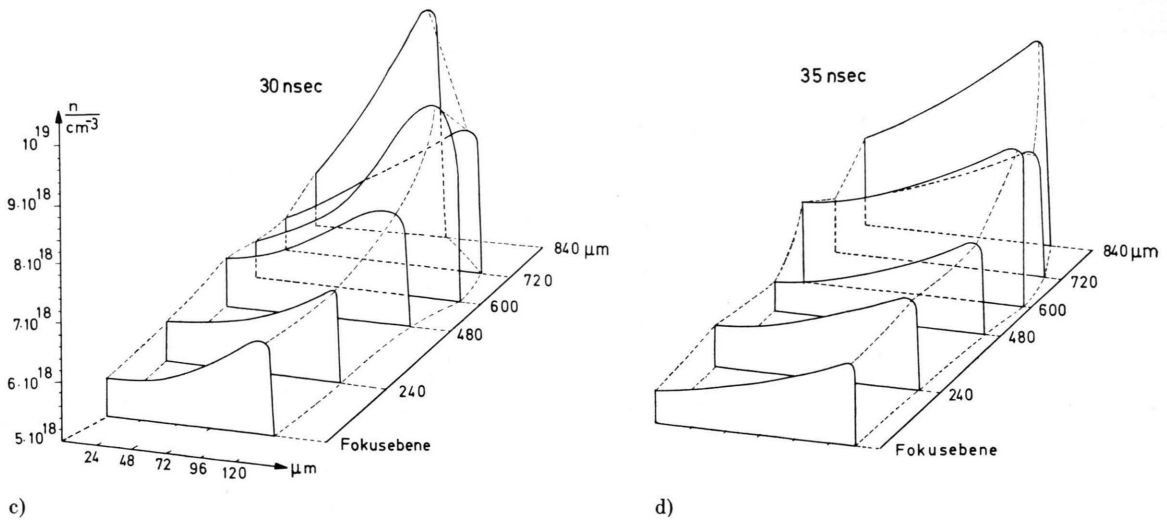 30 nsec
n
cm⁻³
10¹⁹
9·10¹⁸
8·10¹⁸
7·10¹⁸
6·10¹⁸
5·10¹⁸
24
48
72
96
120
µm
840 µm
720
600
480
240
Fokusebene
c)
35 nsec
840 µm
720
600
480
240
Fokusebene
d)